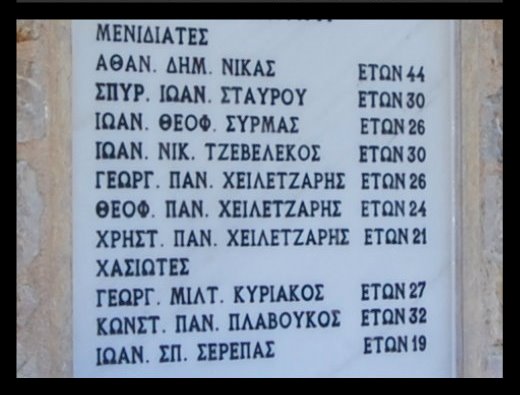 ΜΕΝΙΔΙΑΤΕΣ
ΑΘΑΝ. ΔΗΜ. ΝΙΚΑΣ ΕΤΩΝ 44
ΣΠΥΡ. ΙΩΑΝ. ΣΤΑΥΡΟΥ ΕΤΩΝ 30
ΙΩΑΝ. ΘΕΟΦ. ΣΥΡΜΑΣ ΕΤΩΝ 26
ΙΩΑΝ. ΝΙΚ. ΤΖΕΒΕΛΕΚΟΣ ΕΤΩΝ 30
ΓΕΩΡΓ. ΠΑΝ. ΧΕΙΛΕΤΖΑΡΗΣ ΕΤΩΝ 26
ΘΕΟΦ. ΠΑΝ. ΧΕΙΛΕΤΖΑΡΗΣ ΕΤΩΝ 24
ΧΡΗΣΤ. ΠΑΝ. ΧΕΙΛΕΤΖΑΡΗΣ ΕΤΩΝ 21
ΧΑΣΙΩΤΕΣ
ΓΕΩΡΓ. ΜΙΛΤ. ΚΥΡΙΑΚΟΣ ΕΤΩΝ 27
ΚΩΝΣΤ. ΠΑΝ. ΠΛΑΒΟΥΚΟΣ ΕΤΩΝ 32
ΙΩΑΝ. ΣΠ. ΣΕΡΕΠΑΣ ΕΤΩΝ 19